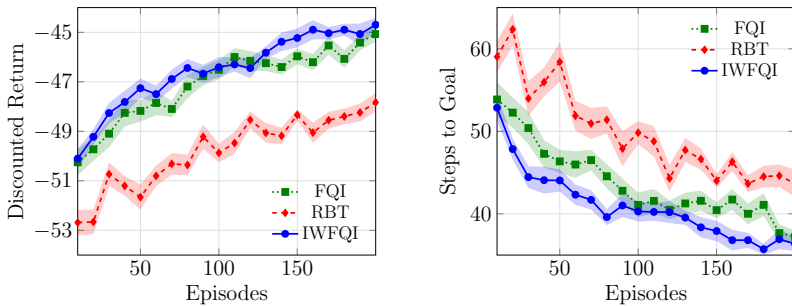 Discounted Return
−45
−47
−49
−51
−53
50
100
150
Episodes
FQI
RBT
IWFQI
Steps to Goal
60
50
40
50
100
150
Episodes
FQI
RBT
IWFQI